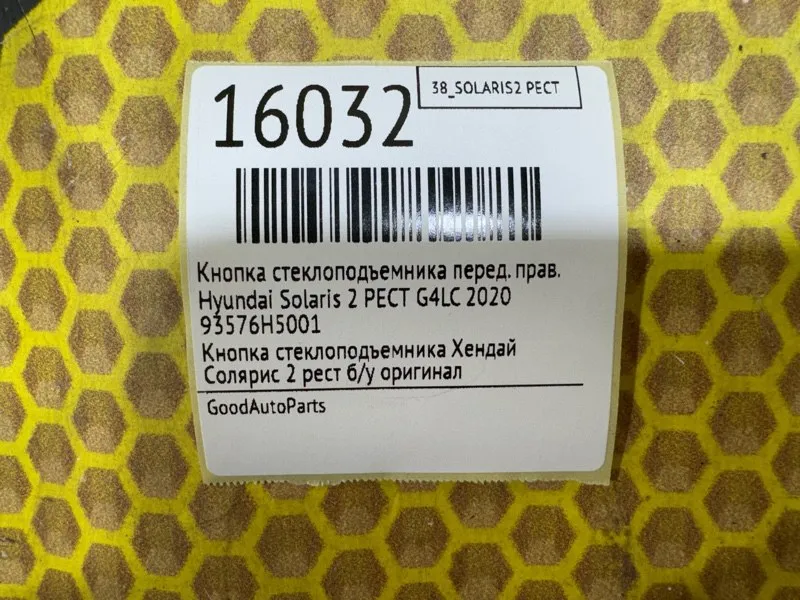 16032
38_SOLARIS2 РЕСТ
Кнопка стеклоподъемника перед. прав.
Hyundai Solaris 2 РЕСТ G4LC 2020
93576H5001
Кнопка стеклоподъемника Хендай
Солярис 2 рест б/у оригинал
GoodAutoParts